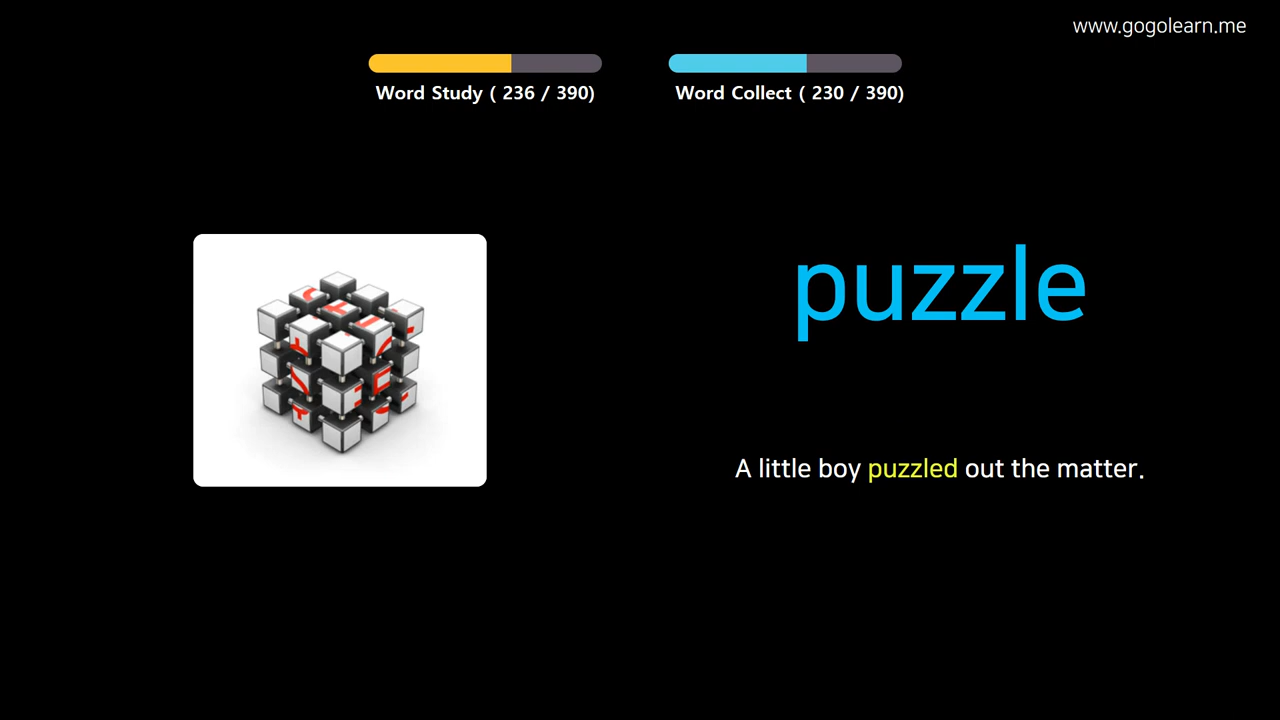 www.gogolearn.me
Word Study ( 236 / 390)
Word Collect ( 230 / 390)
puzzle
A little boy puzzled out the matter.